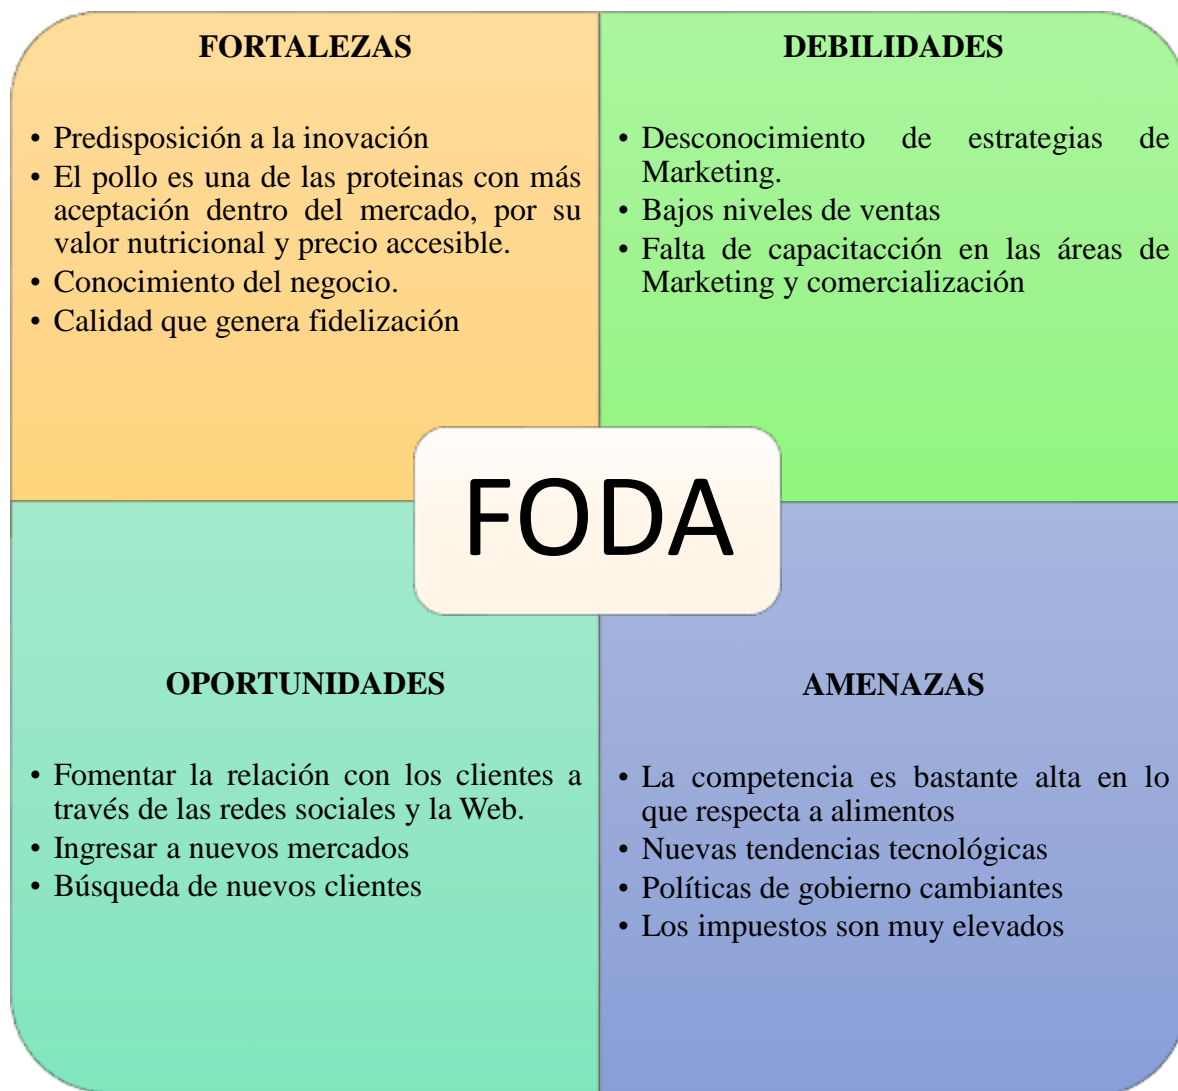 FORTALEZAS
• Predisposición a la inovación
• El pollo es una de las proteinas con más
aceptación dentro del mercado, por su
valor nutricional y precio accesible.
• Conocimiento del negocio.
• Calidad que genera fidelización
DEBILIDADES
• Desconocimiento de estrategias de
Marketing.
• Bajos niveles de ventas
• Falta de capacitacción en las áreas de
Marketing y comercialización
FODA
OPORTUNIDADES
• Fomentar la relación con los clientes a
través de las redes sociales y la Web.
• Ingresar a nuevos mercados
• Búsqueda de nuevos clientes
AMENAZAS
• La competencia es bastante alta en lo
que respecta a alimentos
• Nuevas tendencias tecnológicas
• Políticas de gobierno cambiantes
• Los impuestos son muy elevados